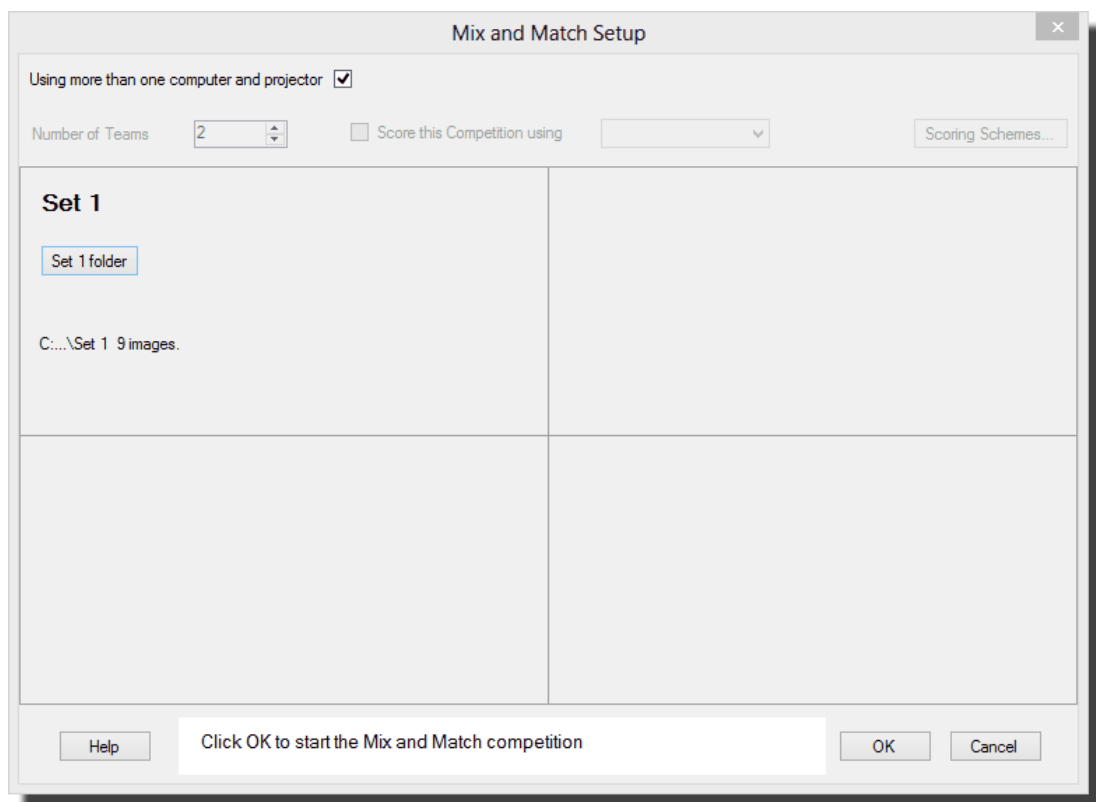 Mix and Match Setup
Using more than one computer and projector
Number of Teams 2 Score this Competition using Scoring Schemes...
Set 1
Set 1 folder
C:...\Set 1 9 images.
Help Click OK to start the Mix and Match competition OK Cancel